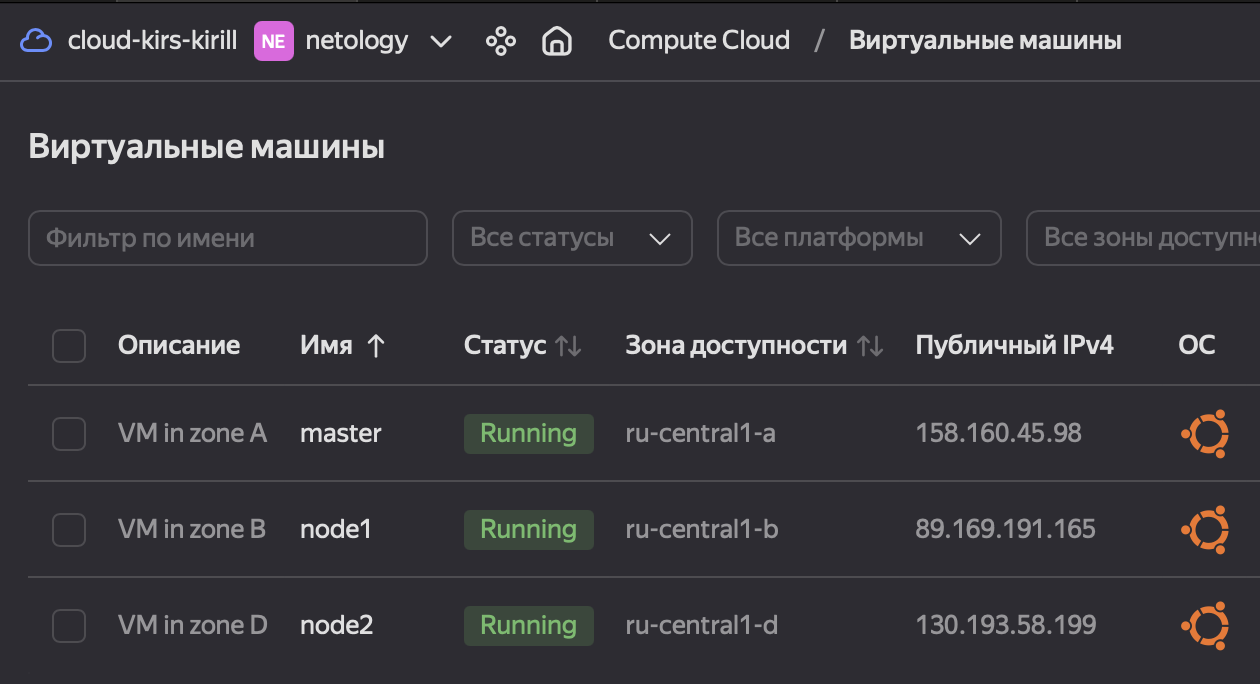 cloud-kirs-kirill NE netology Compute Cloud / Виртуальные машины
Виртуальные машины
Фильтр по имени Все статусы Все платформы Все зоны доступн
Описание Имя Статус Зона доступности Публичный IPv4 ОС
VM in zone A master Running ru-central1-a 158.160.45.98
VM in zone B node1 Running ru-central1-b 89.169.191.165
VM in zone D node2 Running ru-central1-d 130.193.58.199